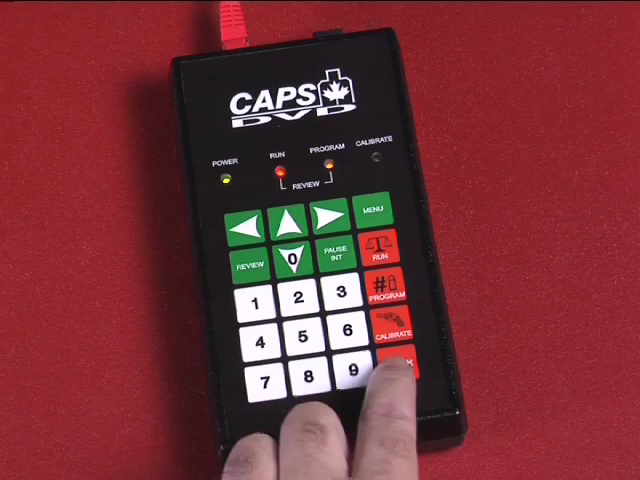 CAPS
DVD
POWER
RUN
PROGRAM
CALIBRATE
REVIEW
MENU
REVIEW
0
PAUSE
INT
RUN
1
2
3
#
PROGRAM
4
5
6
CALIBRATE
7
8
9